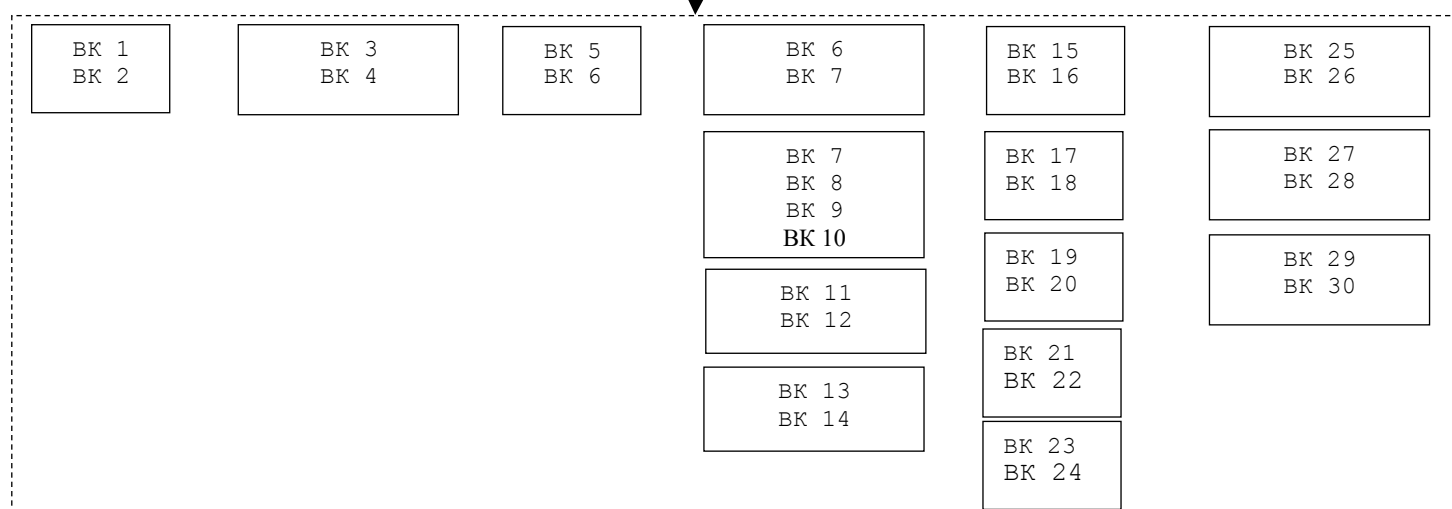 ВК 1
ВК 2
ВК 3
ВК 4
ВК 5
ВК 6
ВК 6
ВК 7
ВК 7
ВК 8
ВК 9
ВК 10
ВК 11
ВК 12
ВК 13
ВК 14
ВК 15
ВК 16
ВК 17
ВК 18
ВК 19
ВК 20
ВК 21
ВК 22
ВК 23
ВК 24
ВК 25
ВК 26
ВК 27
ВК 28
ВК 29
ВК 30